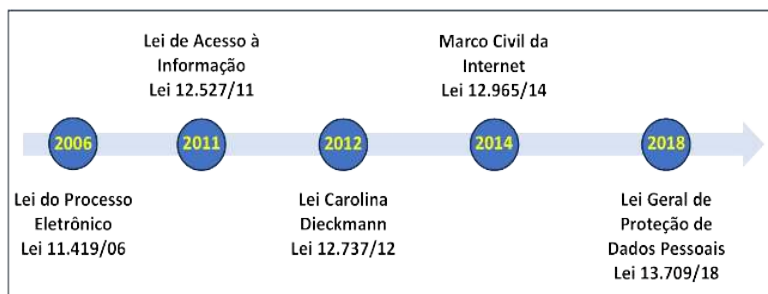 Lei de Acesso à
Informação
Lei 12.527/11
Marco Civil da
Internet
Lei 12.965/14
2006
2011
2012
2014
2018
Lei do Processo
Eletrônico
Lei 11.419/06
Lei Carolina
Dieckmann
Lei 12.737/12
Lei Geral de
Proteção de
Dados Pessoais
Lei 13.709/18